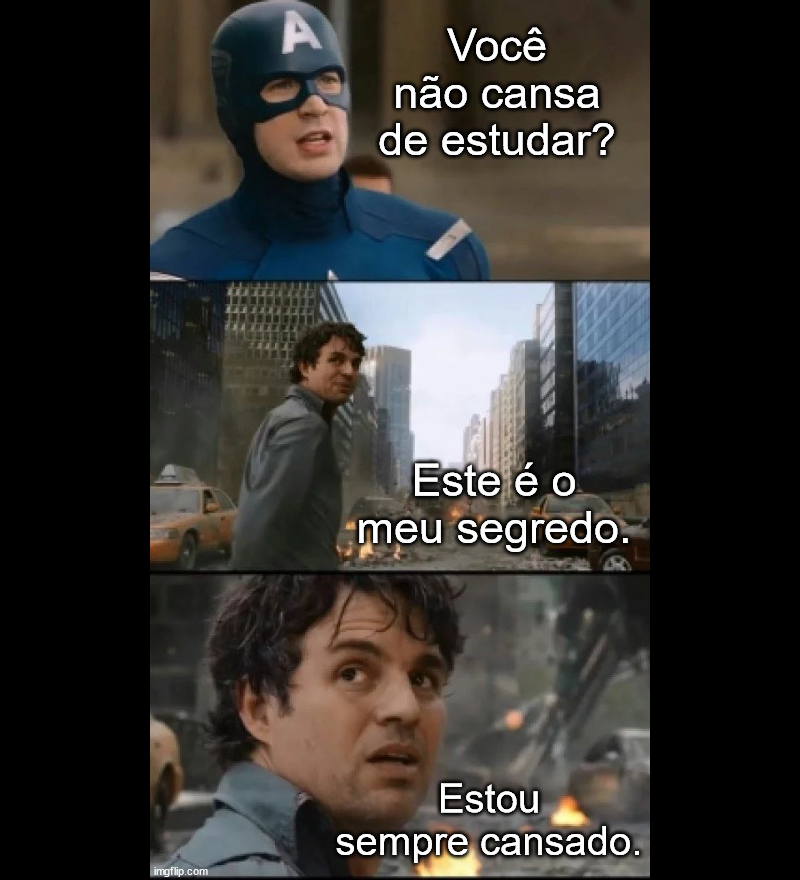 A
Você
não cansa
de estudar?
Este é o
meu segredo.
Estou
sempre cansado.
imgflip.com